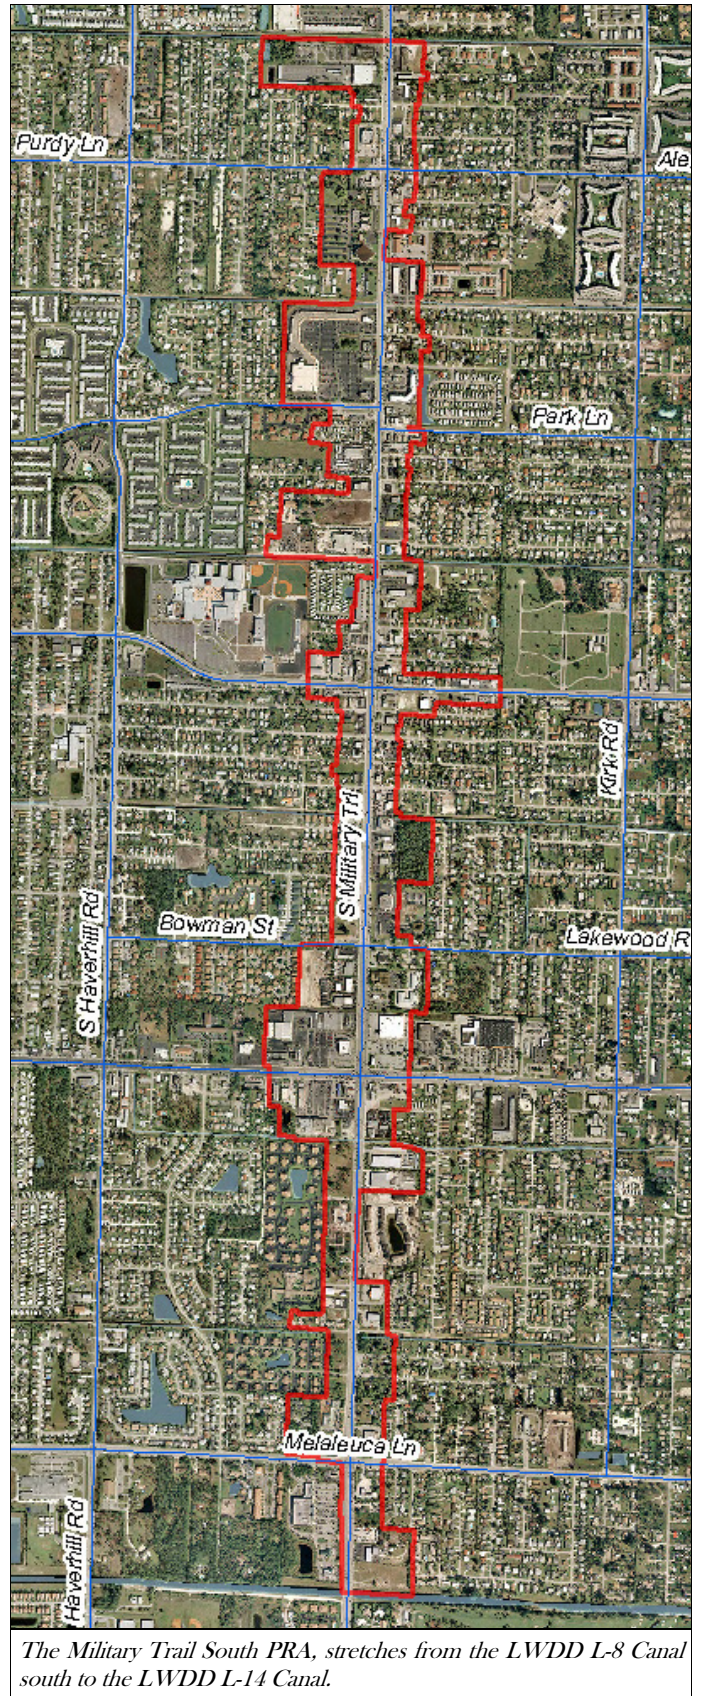 Purdy Ln
Ale
Park Ln
Kirk Rd
S Military Trl
S Haverhill Rd
Bowman St
Lakewood R
Melaleuca Ln
Haverhill Rd
The Military Trail South PRA, stretches from the LWDD L-8 Canal
south to the LWDD L-14 Canal.